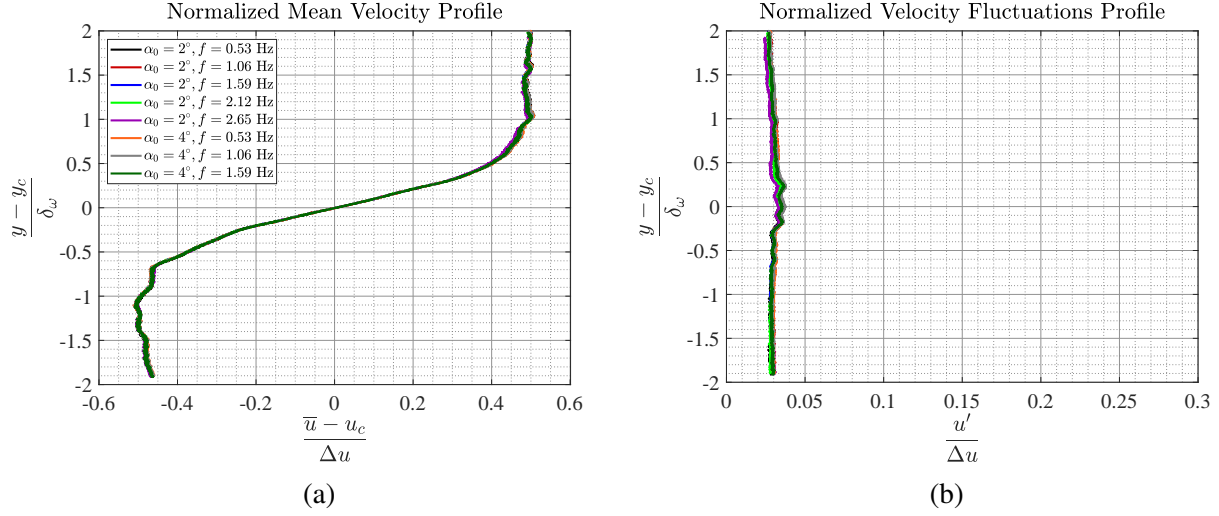 Normalized Mean Velocity Profile
2
1.5
1
0.5
0
-0.5
-1
-1.5
-2
y − y_c
δ_ω
α₀ = 2°, f = 0.53 Hz
α₀ = 2°, f = 1.06 Hz
α₀ = 2°, f = 1.59 Hz
α₀ = 2°, f = 2.12 Hz
α₀ = 2°, f = 2.65 Hz
α₀ = 4°, f = 0.53 Hz
α₀ = 4°, f = 1.06 Hz
α₀ = 4°, f = 1.59 Hz
-0.6 -0.4 -0.2 0 0.2 0.4 0.6
u̅ − u_c
Δu
(a)
Normalized Velocity Fluctuations Profile
2
1.5
1
0.5
0
-0.5
-1
-1.5
-2
y − y_c
δ_ω
0 0.05 0.1 0.15 0.2 0.25 0.3
u′
Δu
(b)